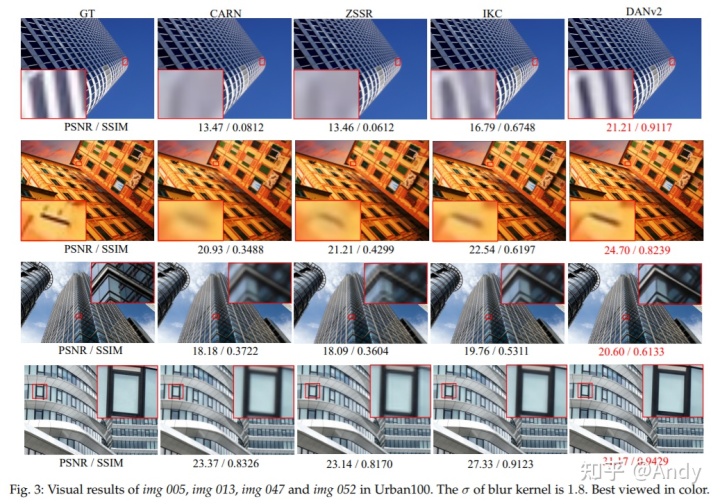 GT CARN ZSSR IKC DANv2
PSNR / SSIM 13.47 / 0.0812 13.46 / 0.0612 16.79 / 0.6748 21.21 / 0.9117
PSNR / SSIM 20.93 / 0.3488 21.21 / 0.4299 22.54 / 0.6197 24.70 / 0.8239
PSNR / SSIM 18.18 / 0.3722 18.09 / 0.3604 19.76 / 0.5311 20.60 / 0.6133
PSNR / SSIM 23.37 / 0.8326 23.14 / 0.8170 27.33 / 0.9123 31.17 / 0.9429
知乎 @Andy
Fig. 3: Visual results of img 005, img 013, img 047 and img 052 in Urban100. The σ of blur kernel is 1.8. Best viewed in color.